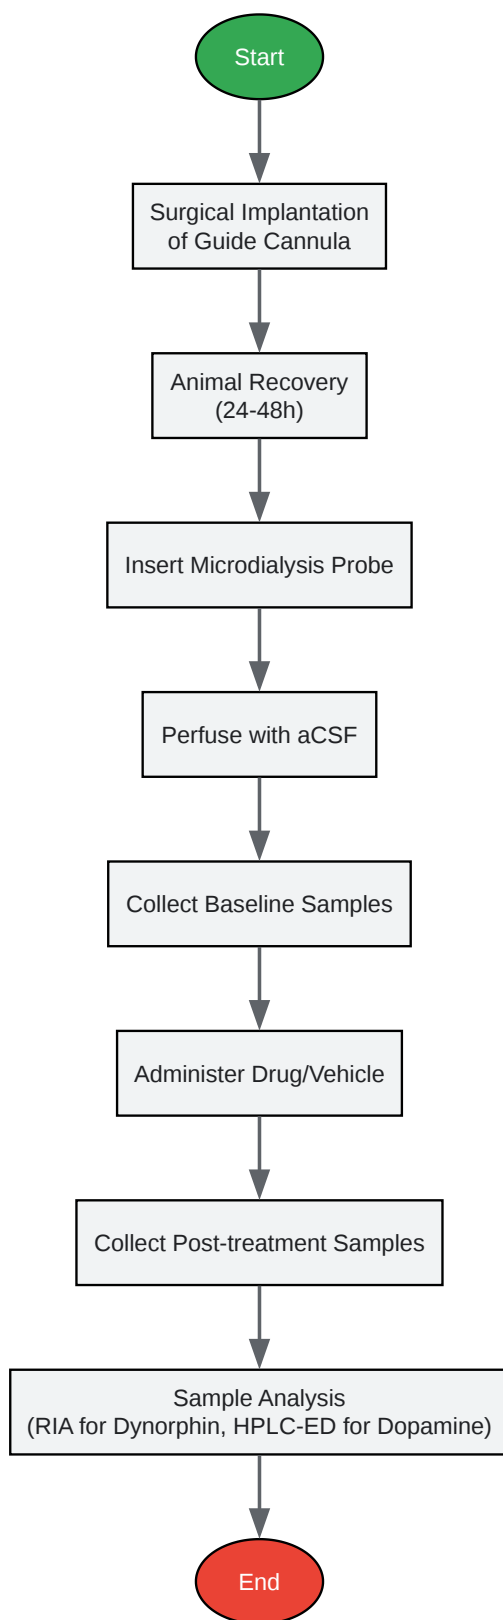 Start
Surgical Implantation
of Guide Cannula
Animal Recovery
(24-48h)
Insert Microdialysis Probe
Perfuse with aCSF
Collect Baseline Samples
Administer Drug/Vehicle
Collect Post-treatment Samples
Sample Analysis
(RIA for Dynorphin, HPLC-ED for Dopamine)
End